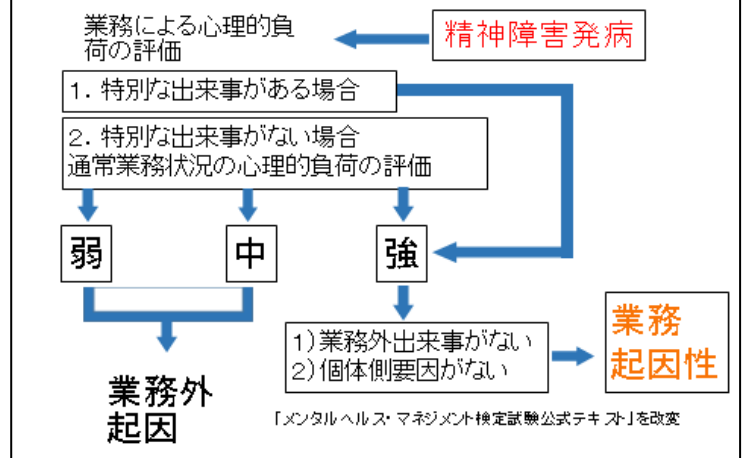 業務による心理的負
荷の評価
精神障害発病
1．特別な出来事がある場合
2．特別な出来事がない場合
通常業務状況の心理的負荷の評価
弱
中
強
1)業務外出来事がない
2)個体側要因がない
業務
起因性
業務外
起因
「メンタルヘルス・マネジメント検定試験公式テキスト」を改変